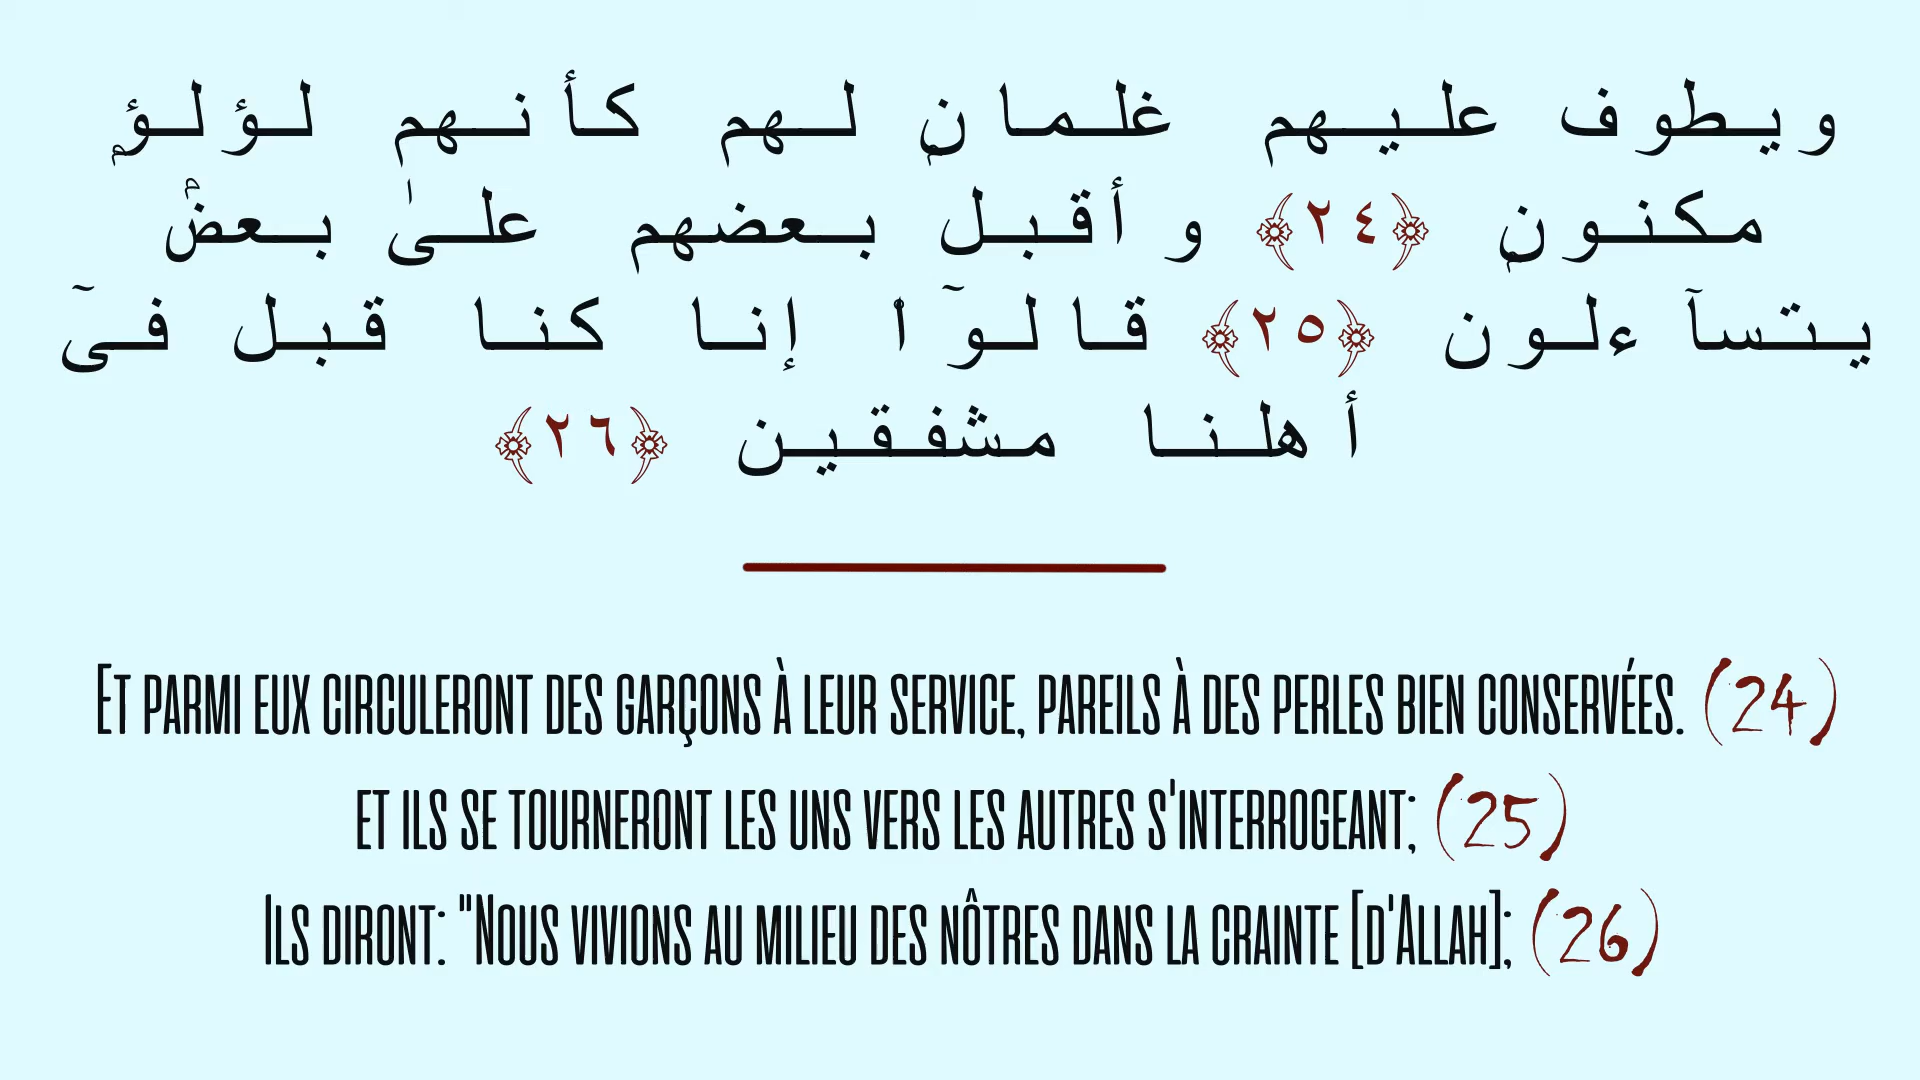 ويطوف عليهم غلمانۭ لهم كأنهم لؤلؤۭ
مكنونۭ ﴿٢٤﴾ وأقبل بعضهم علىٰ بعضۢ
يتسآءلون ﴿٢٥﴾ قالوٓا۟ إنا كنا قبل فىٓ
أهلنا مشفقين ﴿٢٦﴾
Et parmi eux circuleront des garçons à leur service, pareils à des perles bien conservées. (24)
et ils se tourneront les uns vers les autres s'interrogeant; (25)
Ils diront: "Nous vivions au milieu des nôtres dans la crainte [d'Allah]; (26)